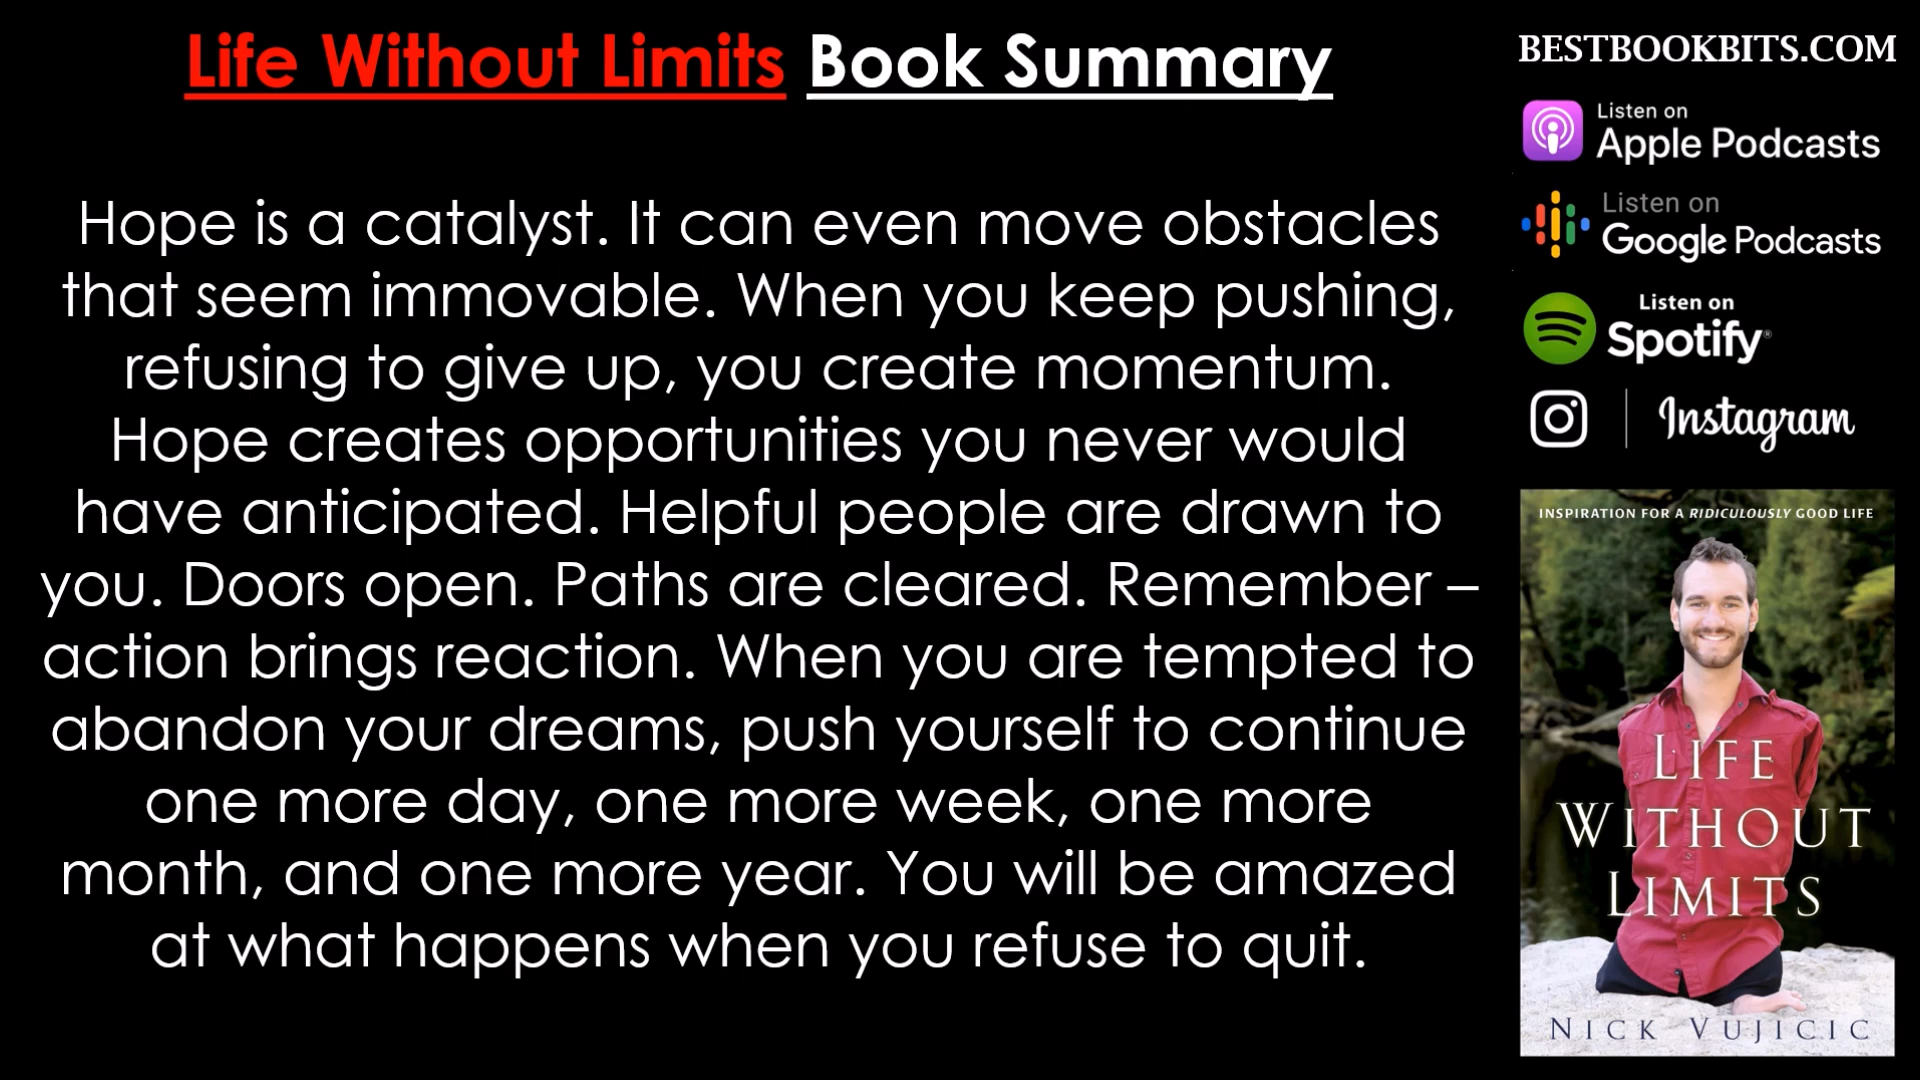 Life Without Limits Book Summary
Hope is a catalyst. It can even move obstacles
that seem immovable. When you keep pushing,
refusing to give up, you create momentum.
Hope creates opportunities you never would
have anticipated. Helpful people are drawn to
you. Doors open. Paths are cleared. Remember –
action brings reaction. When you are tempted to
abandon your dreams, push yourself to continue
one more day, one more week, one more
month, and one more year. You will be amazed
at what happens when you refuse to quit.
BESTBOOKBITS.COM
Listen on
Apple Podcasts
Listen on
Google Podcasts
Listen on
Spotify®
Instagram
INSPIRATION FOR A RIDICULOUSLY GOOD LIFE
LIFE
WITHOUT
LIMITS
NICK VUJICIC